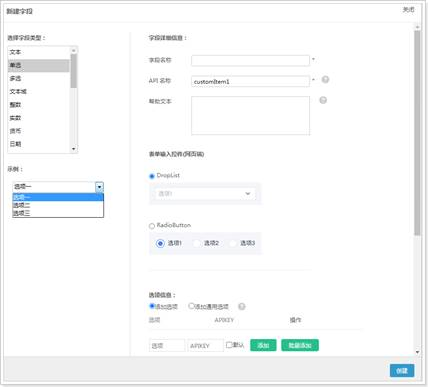 新建字段
关闭
选择字段类型：
文本
单选
多选
文本域
整数
实数
货币
日期
示例：
选项一
选项一
选项二
选项三
字段详细信息：
字段名称 *
API 名称 customItem1 * ?
帮助文本 ?
表单输入控件(网页端)
DropList
选项1
RadioButton
选项1 选项2 选项3
选项信息：
添加选项 添加通用选项 ?
选项 APIKEY 操作
选项 APIKEY 默认 添加 批量添加
创建